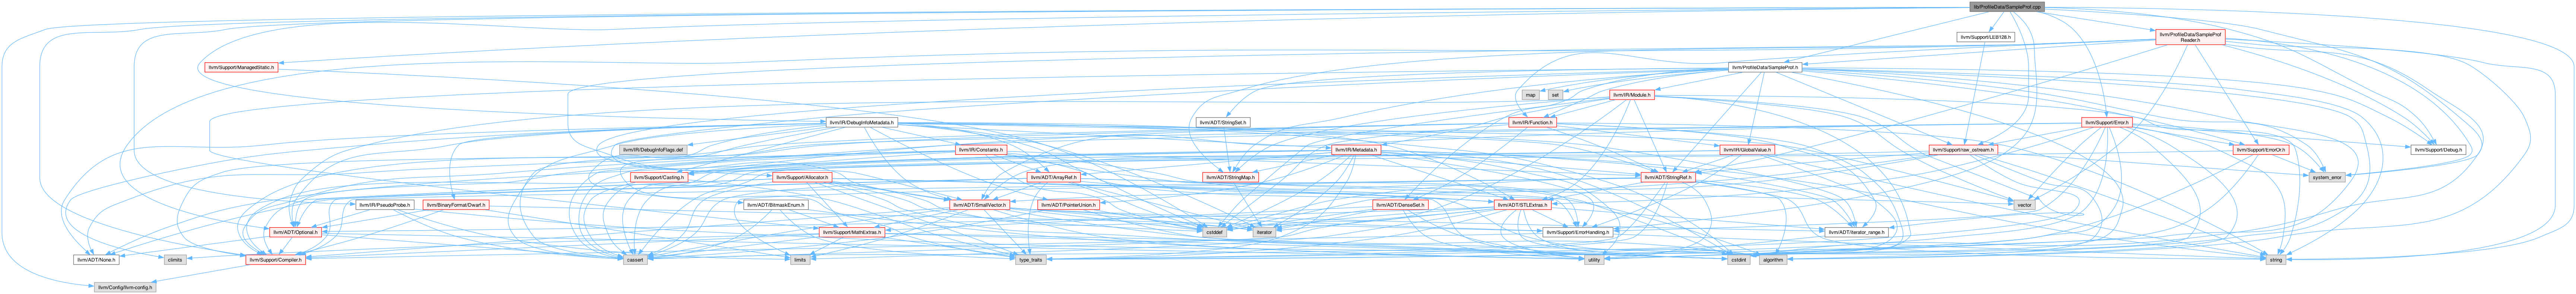 lib/ProfileData/SampleProf.cpp
llvm/ProfileData/SampleProf
Reader.h
llvm/Support/LEB128.h
llvm/Support/ManagedStatic.h
llvm/ProfileData/SampleProf.h
map
set
llvm/IR/Module.h
llvm/IR/DebugInfoMetadata.h
llvm/ADT/StringSet.h
llvm/IR/Function.h
llvm/Support/Error.h
llvm/IR/DebugInfoFlags.def
llvm/IR/Constants.h
llvm/IR/Metadata.h
llvm/IR/GlobalValue.h
llvm/Support/raw_ostream.h
llvm/Support/ErrorOr.h
llvm/Support/Debug.h
llvm/Support/Casting.h
llvm/Support/Allocator.h
llvm/ADT/ArrayRef.h
llvm/ADT/StringMap.h
llvm/ADT/StringRef.h
system_error
llvm/IR/PseudoProbe.h
llvm/BinaryFormat/Dwarf.h
llvm/ADT/BitmaskEnum.h
llvm/ADT/SmallVector.h
llvm/ADT/PointerUnion.h
llvm/ADT/DenseSet.h
llvm/ADT/STLExtras.h
vector
llvm/ADT/Optional.h
llvm/Support/MathExtras.h
cstddef
iterator
llvm/Support/ErrorHandling.h
llvm/ADT/iterator_range.h
llvm/ADT/None.h
climits
llvm/Support/Compiler.h
cassert
limits
type_traits
utility
cstdint
algorithm
string
llvm/Config/llvm-config.h